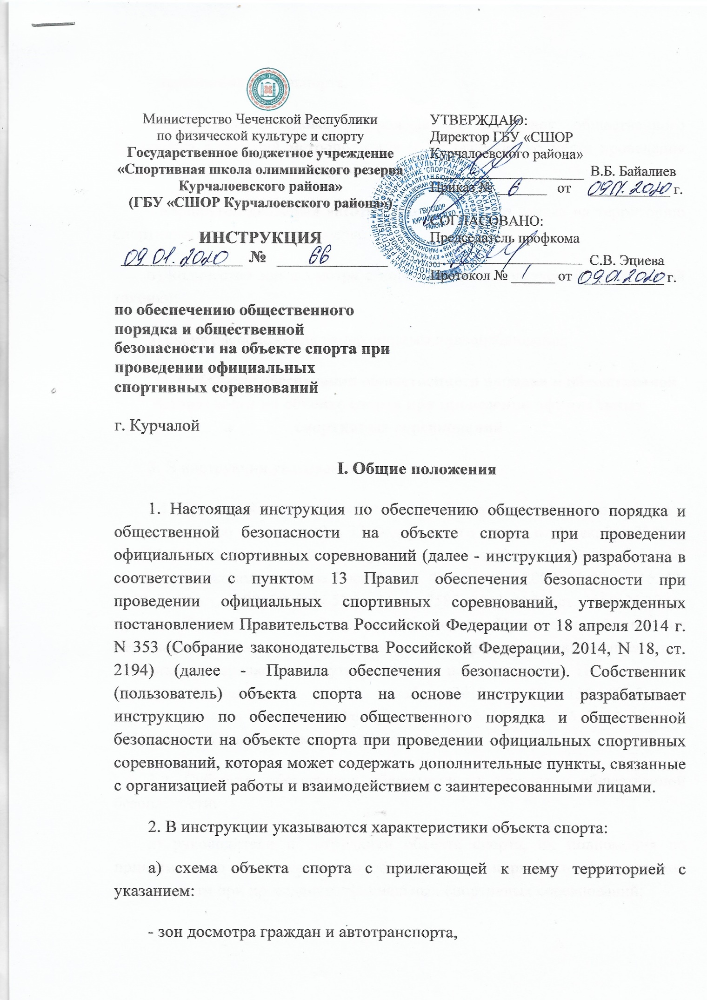 Министерство Чеченской Республики
по физической культуре и спорту
Государственное бюджетное учреждение
«Спортивная школа олимпийского резерва
Курчалоевского района»
(ГБУ «СШОР Курчалоевского района»)
ИНСТРУКЦИЯ
09.01.2020 № 66
УТВЕРЖДАЮ:
Директор ГБУ «СШОР
Курчалоевского района»
В.Б. Байалиев
Приказ № 6 от 2020 г.
СОГЛАСОВАНО:
Председатель профкома
С.В. Эциева
Протокол № 1 от 09.01.2020 г.
ГБУ "СШОР
КУРЧАЛОЕВСКОГО
РАЙОНА"
по обеспечению общественного
порядка и общественной
безопасности на объекте спорта при
проведении официальных
спортивных соревнований
г. Курчалой
I. Общие положения
1. Настоящая инструкция по обеспечению общественного порядка и
общественной безопасности на объекте спорта при проведении
официальных спортивных соревнований (далее - инструкция) разработана в
соответствии с пунктом 13 Правил обеспечения безопасности при
проведении официальных спортивных соревнований, утвержденных
постановлением Правительства Российской Федерации от 18 апреля 2014 г.
N 353 (Собрание законодательства Российской Федерации, 2014, N 18, ст.
2194) (далее - Правила обеспечения безопасности). Собственник
(пользователь) объекта спорта на основе инструкции разрабатывает
инструкцию по обеспечению общественного порядка и общественной
безопасности на объекте спорта при проведении официальных спортивных
соревнований, которая может содержать дополнительные пункты, связанные
с организацией работы и взаимодействием с заинтересованными лицами.
2. В инструкции указываются характеристики объекта спорта:
а) схема объекта спорта с прилегающей к нему территорией с
указанием:
- зон досмотра граждан и автотранспорта,